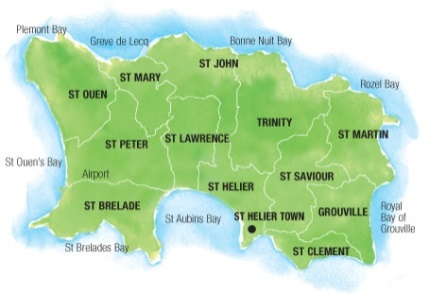 Plemont Bay
Greve de Lecq
Bonne Nuit Bay
ST JOHN
ST MARY
Rozel Bay
ST OUEN
TRINITY
ST MARTIN
ST PETER
ST LAWRENCE
St Ouen's Bay
Airport
ST SAVIOUR
ST HELIER
ST BRELADE
St Aubins Bay
ST HELIER TOWN
GROUVILLE
Royal
Bay of
Grouville
St Brelades Bay
ST CLEMENT